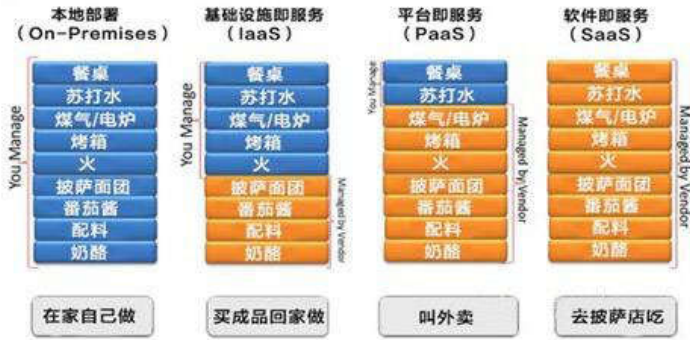 本地部署
（On-Premises）
You Manage
餐桌
苏打水
煤气/电炉
烤箱
火
披萨面团
番茄酱
配料
奶酪
在家自己做
基础设施即服务
（IaaS）
You Manage
餐桌
苏打水
煤气/电炉
烤箱
火
披萨面团
番茄酱
配料
奶酪
Managed by Vendor
买成品回家做
平台即服务
（PaaS）
You Manage
餐桌
苏打水
煤气/电炉
烤箱
火
披萨面团
番茄酱
配料
奶酪
Managed by Vendor
叫外卖
软件即服务
（SaaS）
餐桌
苏打水
煤气/电炉
烤箱
火
披萨面团
番茄酱
配料
奶酪
Managed by Vendor
去披萨店吃